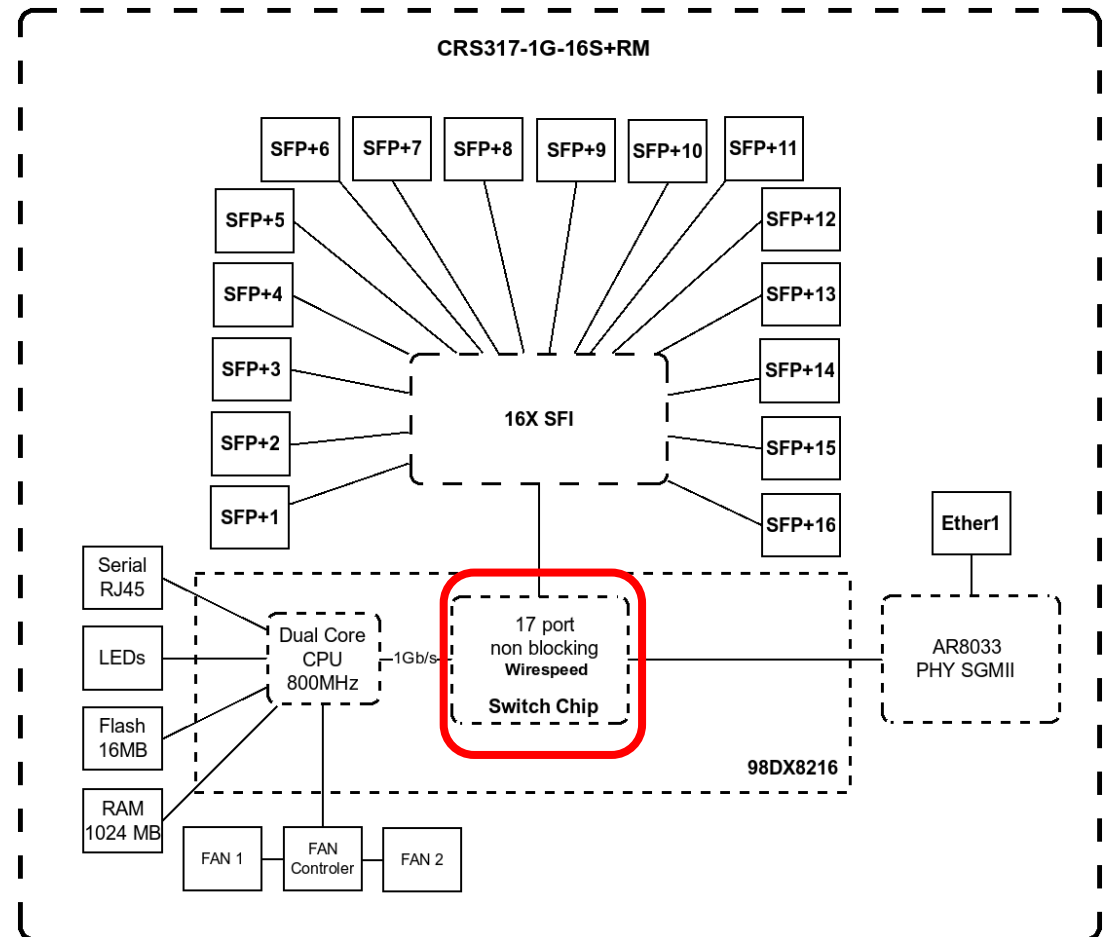 CRS317-1G-16S+RM
SFP+6
SFP+7
SFP+8
SFP+9
SFP+10
SFP+11
SFP+5
SFP+12
SFP+4
SFP+13
SFP+3
SFP+14
SFP+2
SFP+15
SFP+1
SFP+16
16X SFI
Ether1
Serial
RJ45
LEDs
Flash
16MB
RAM
1024 MB
Dual Core
CPU
800MHz
1Gb/s
17 port
non blocking
Wirespeed
Switch Chip
98DX8216
AR8033
PHY SGMII
FAN 1
FAN
Controler
FAN 2